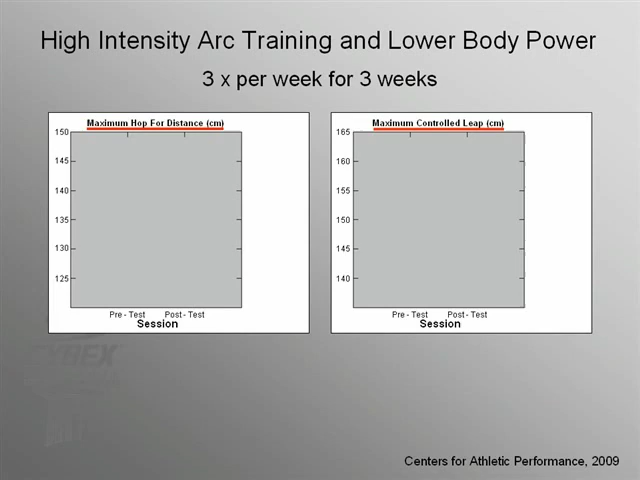 High Intensity Arc Training and Lower Body Power
3 x per week for 3 weeks
Maximum Hop For Distance (cm)
150
145
140
135
130
125
Pre - Test Post - Test
Session
Maximum Controlled Leap (cm)
165
160
155
150
145
140
Pre - Test Post - Test
Session
Centers for Athletic Performance, 2009